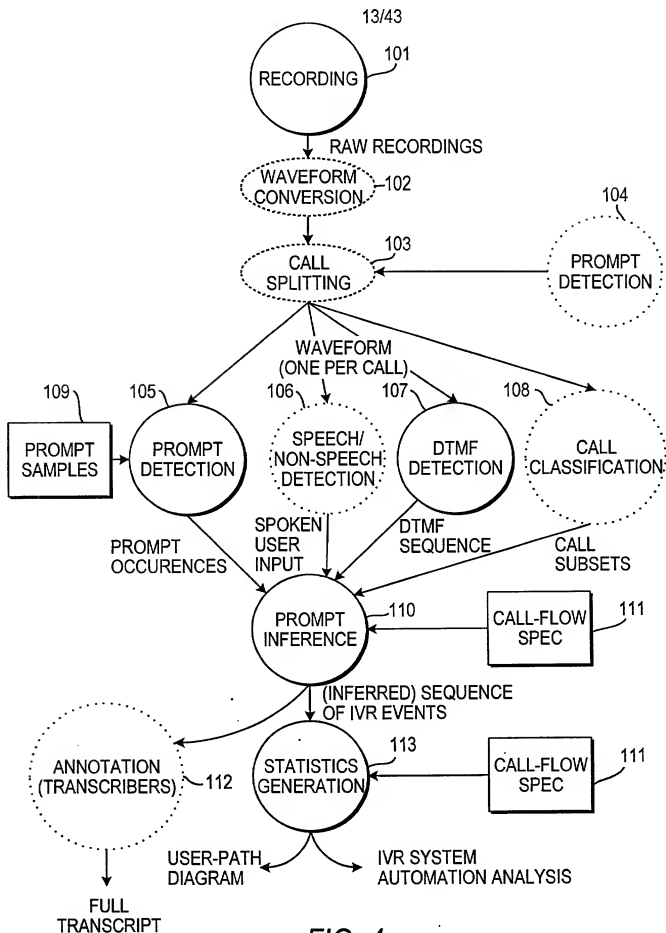 13/43
RECORDING
101
RAW RECORDINGS
WAVEFORM
CONVERSION
102
104
103
CALL
SPLITTING
PROMPT
DETECTION
WAVEFORM
(ONE PER CALL)
109
105
106
107
108
PROMPT
SAMPLES
PROMPT
DETECTION
SPEECH/
NON-SPEECH
DETECTION
DTMF
DETECTION
CALL
CLASSIFICATION
PROMPT
OCCURENCES
SPOKEN
USER
INPUT
DTMF
SEQUENCE
CALL
SUBSETS
PROMPT
INFERENCE
110
CALL-FLOW
SPEC
111
(INFERRED) SEQUENCE
OF IVR EVENTS
ANNOTATION
(TRANSCRIBERS)
112
STATISTICS
GENERATION
113
CALL-FLOW
SPEC
111
USER-PATH
DIAGRAM
IVR SYSTEM
AUTOMATION ANALYSIS
FULL
TRANSCRIPT